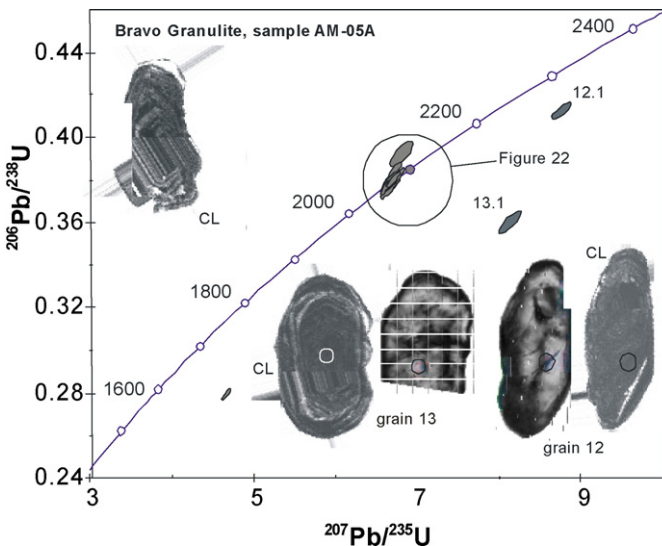 Bravo Granulite, sample AM-05A
0.44
0.40
0.36
0.32
0.28
0.24
206Pb/238U
2400
12.1
2200
Figure 22
2000
13.1
CL
CL
1800
CL
1600
grain 13
grain 12
3
5
7
9
207Pb/235U